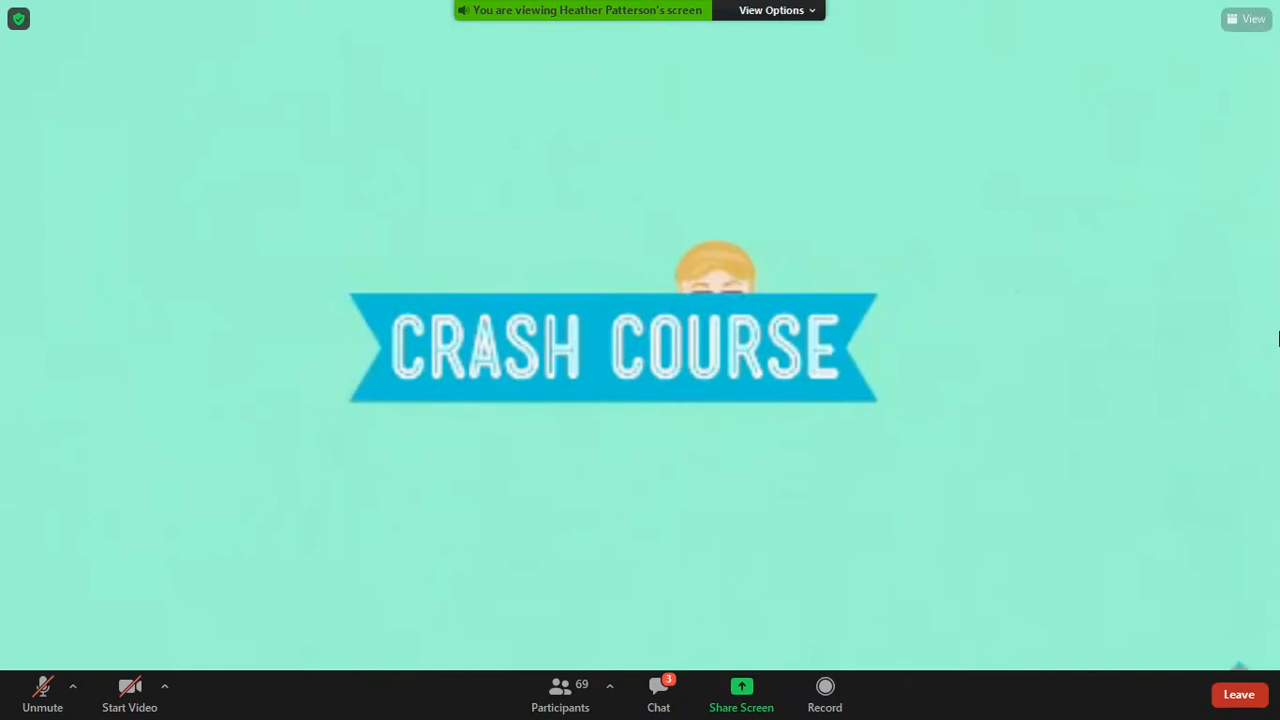 You are viewing Heather Patterson's screen
View Options
View
CRASH COURSE
69
3
Unmute
Start Video
Participants
Chat
Share Screen
Record
Leave